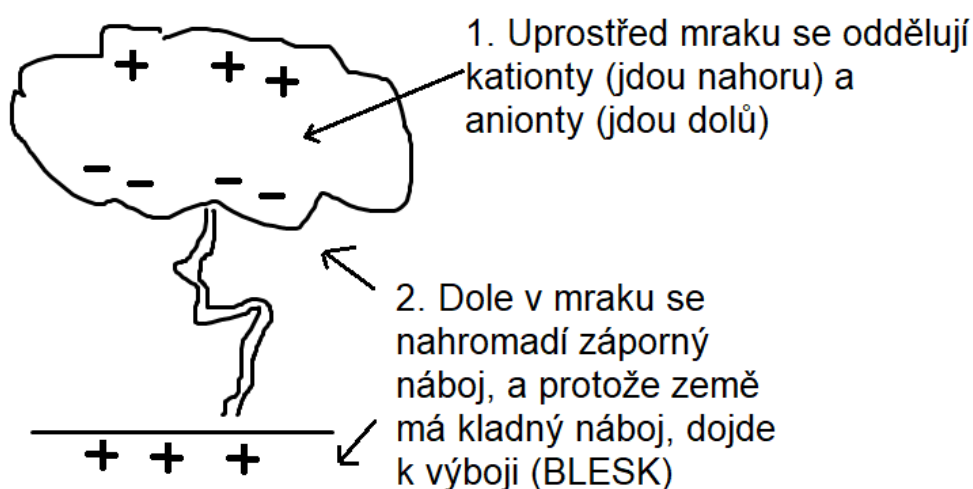 1. Uprostřed mraku se oddělují
kationty (jdou nahoru) a
anionty (jdou dolů)
+ + +
- - - -
2. Dole v mraku se
nahromadí záporný
náboj, a protože země
má kladný náboj, dojde
k výboji (BLESK)
+ + +